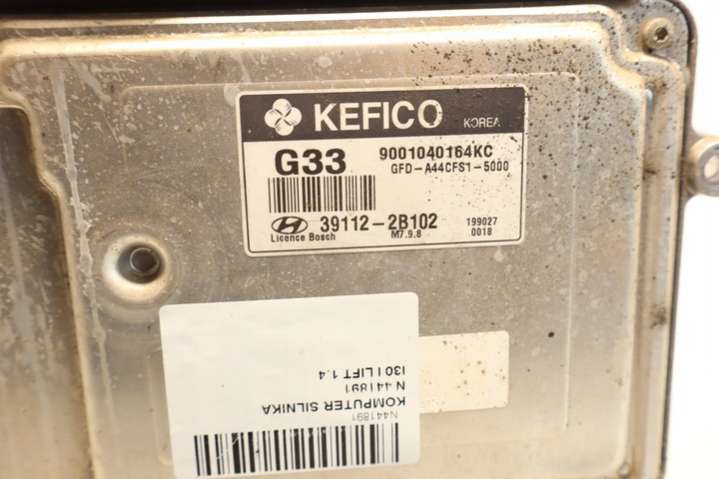 KEFICO KOREA
G33 9001040164KC
GFD-A44CFS1-5000
39112-2B102 199027
Licence Bosch M7.9.8 0018
N441891
KOMPUTER SILNIKA
N 441891
I30 I LIFT 1.4